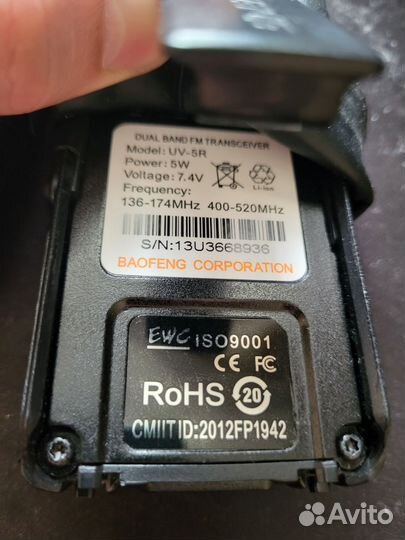 DUAL BAND FM TRANSCEIVER
Model: UV-5R
Power: 5W
Voltage: 7.4V
Li-ion
Frequency:
136-174MHz 400-520MHz
S/N:13U3668936
BAOFENG CORPORATION
EWC ISO9001
CE FC
RoHS 20
CMIIT ID:2012FP1942
Avito